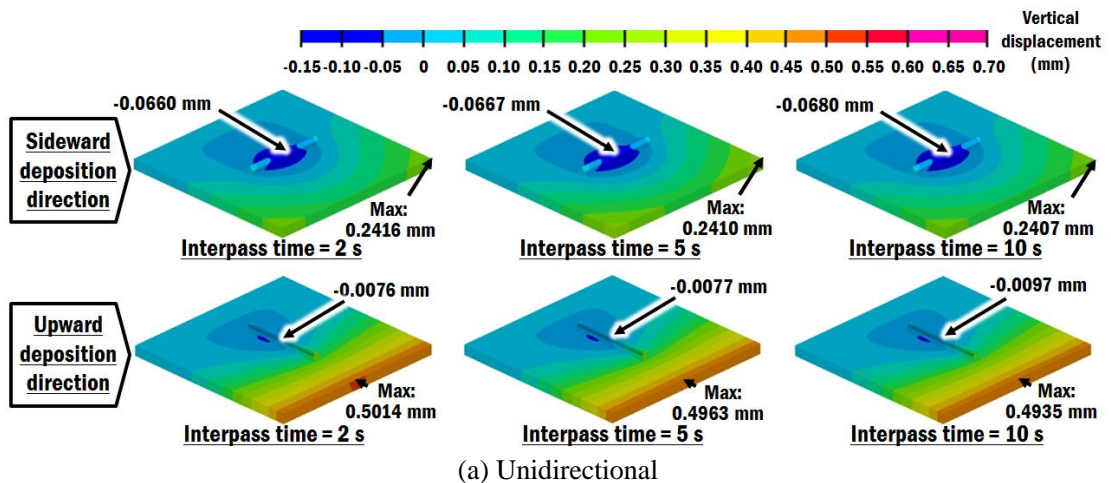 Vertical
displacement
(mm)
-0.15 -0.10 -0.05 0 0.05 0.10 0.15 0.20 0.25 0.30 0.35 0.40 0.45 0.50 0.55 0.60 0.65 0.70
-0.0660 mm
-0.0667 mm
-0.0680 mm
Sideward
deposition
direction
Max:
0.2416 mm
Max:
0.2410 mm
Max:
0.2407 mm
Interpass time = 2 s
Interpass time = 5 s
Interpass time = 10 s
-0.0076 mm
-0.0077 mm
-0.0097 mm
Upward
deposition
direction
Max:
0.5014 mm
Max:
0.4963 mm
Max:
0.4935 mm
Interpass time = 2 s
Interpass time = 5 s
Interpass time = 10 s
(a) Unidirectional